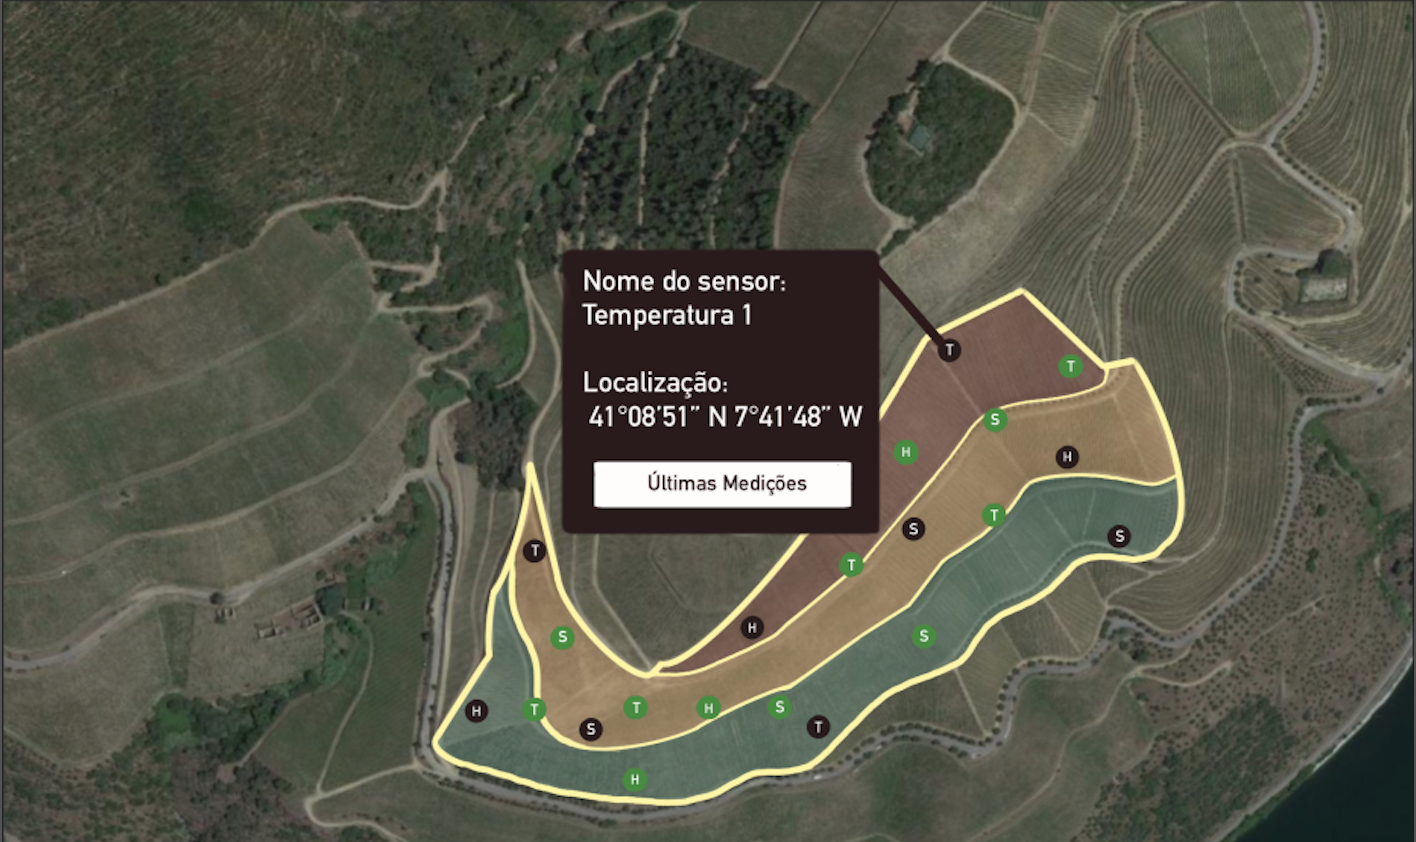 Nome do sensor:
Temperatura 1
Localização:
41°08'51" N 7°41'48" W
Últimas Medições
T
T
S
H
H
T
S
S
T
T
H
S
S
H
T
S
T
H
S
T
H